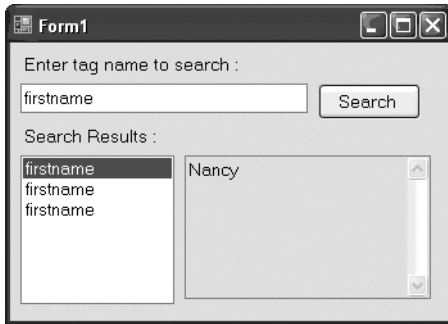 Form1
Enter tag name to search :
firstname
Search
Search Results :
firstname
firstname
firstname
Nancy